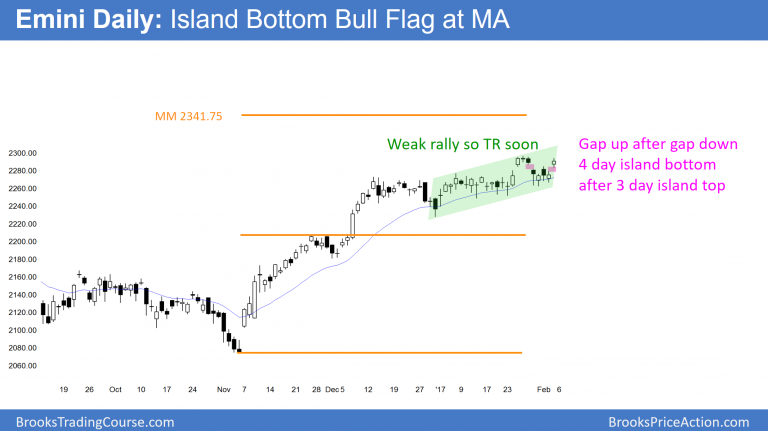 Emini Daily: Island Bottom Bull Flag at MA
MM 2341.75
Weak rally so TR soon
Gap up after gap down
4 day island bottom
after 3 day island top
2300.00
2280.00
2260.00
2240.00
2220.00
2200.00
2180.00
2160.00
2140.00
2120.00
2100.00
2080.00
2060.00
19 26 Oct 10 17 24 Nov 7 14 21 28 Dec 5 12 19 27 '17 9 17 23 Feb 6
BrooksTradingCourse.com BrooksPriceAction.com